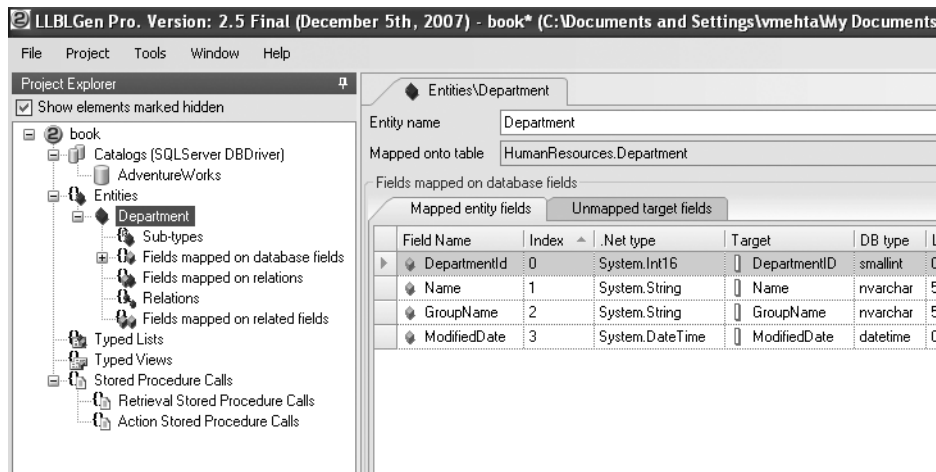 LLBLGen Pro. Version: 2.5 Final (December 5th, 2007) - book* (C:\Documents and Settings\vmehta\My Documents
File Project Tools Window Help
Project Explorer
Show elements marked hidden
book
Catalogs (SQLServer DBDriver)
AdventureWorks
Entities
Department
Sub-types
Fields mapped on database fields
Fields mapped on relations
Relations
Fields mapped on related fields
Typed Lists
Typed Views
Stored Procedure Calls
Retrieval Stored Procedure Calls
Action Stored Procedure Calls
Entities\Department
Entity name Department
Mapped onto table HumanResources.Department
Fields mapped on database fields
Mapped entity fields Unmapped target fields
Field Name Index .Net type Target DB type
DepartmentId 0 System.Int16 DepartmentID smallint
Name 1 System.String Name nvarchar
GroupName 2 System.String GroupName nvarchar
ModifiedDate 3 System.DateTime ModifiedDate datetime